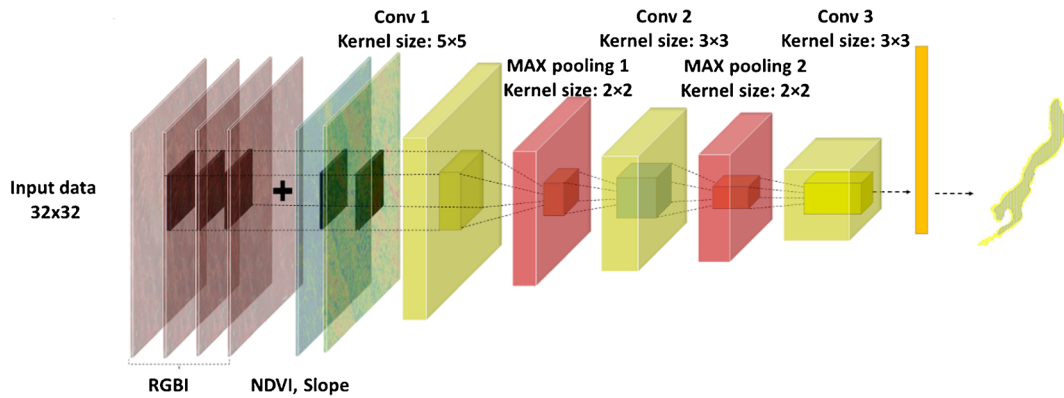 Conv 1
Kernel size: 5×5
Conv 2
Kernel size: 3×3
Conv 3
Kernel size: 3×3
MAX pooling 1
Kernel size: 2×2
MAX pooling 2
Kernel size: 2×2
Input data
32x32
+
RGBI
NDVI, Slope